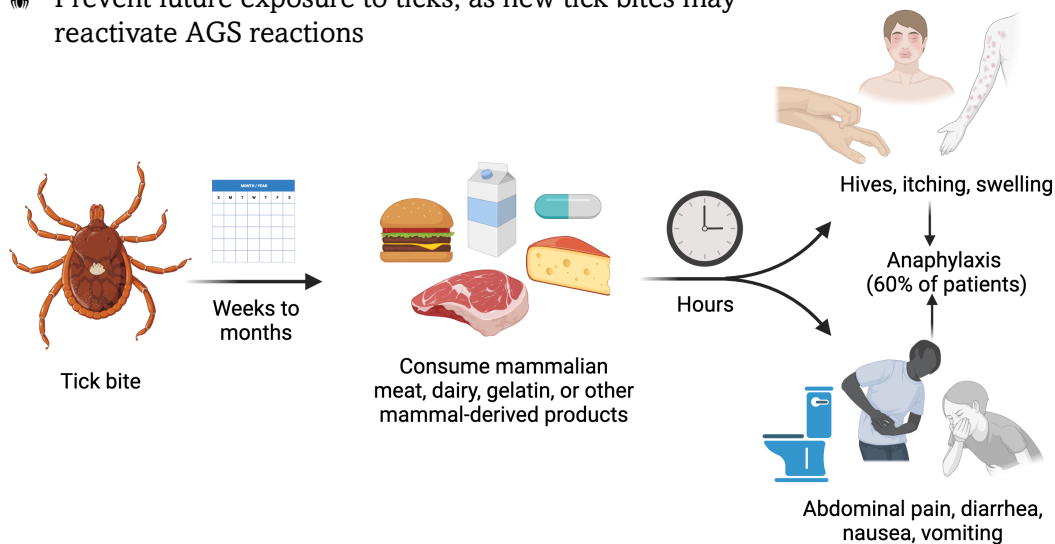 Prevent future exposure to ticks, as new tick bites may
reactivate AGS reactions
MONTH / YEAR
S M T W T F S
Weeks to
months
Tick bite
Consume mammalian
meat, dairy, gelatin, or other
mammal-derived products
Hours
Hives, itching, swelling
Anaphylaxis
(60% of patients)
Abdominal pain, diarrhea,
nausea, vomiting